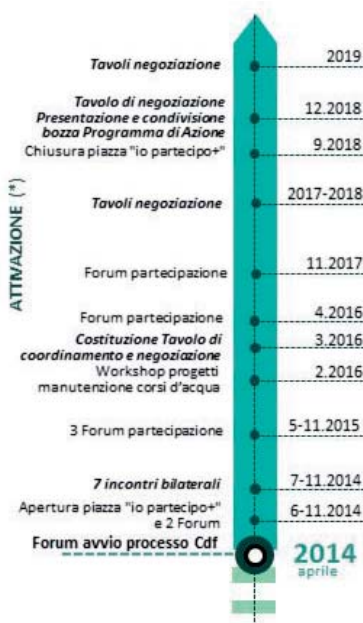 Tavoli negoziazione
2019
Tavolo di negoziazione
Presentazione e condivisione
bozza Programma di Azione
12.2018
Chiusura piazza "io partecipo+"
9.2018
Tavoli negoziazione
2017-2018
ATTIVAZIONE (*)
Forum partecipazione
11.2017
Forum partecipazione
4.2016
Costituzione Tavolo di
coordinamento e negoziazione
3.2016
Workshop progetti
manutenzione corsi d'acqua
2.2016
3 Forum partecipazione
5-11.2015
7 incontri bilaterali
7-11.2014
Apertura piazza "io partecipo+"
e 2 Forum
6-11.2014
Forum avvio processo Cdf
2014
aprile